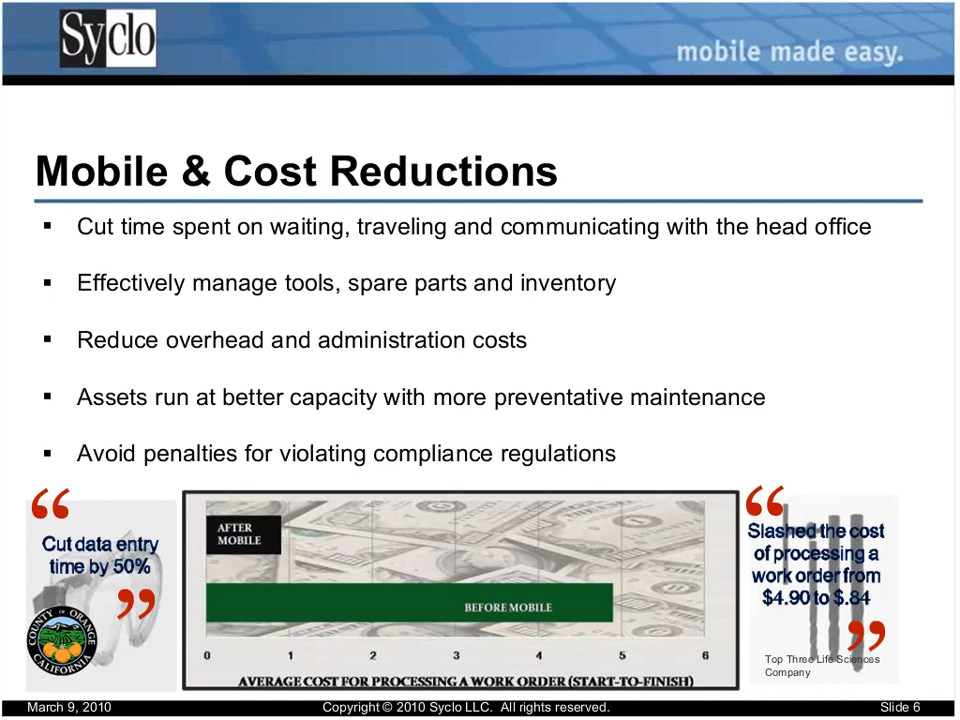 Syclo
mobile made easy.
Mobile & Cost Reductions
▪ Cut time spent on waiting, traveling and communicating with the head office
▪ Effectively manage tools, spare parts and inventory
▪ Reduce overhead and administration costs
▪ Assets run at better capacity with more preventative maintenance
▪ Avoid penalties for violating compliance regulations
“
Cut data entry
time by 50%
”
COUNTY OF ORANGE
CALIFORNIA
AFTER
MOBILE
BEFORE MOBILE
0 1 2 3 4 5 6
AVERAGE COST FOR PROCESSING A WORK ORDER (START-TO-FINISH)
“
Slashed the cost
of processing a
work order from
$4.90 to $.84
”
Top Three Life Sciences
Company
March 9, 2010 Copyright © 2010 Syclo LLC. All rights reserved. Slide 6